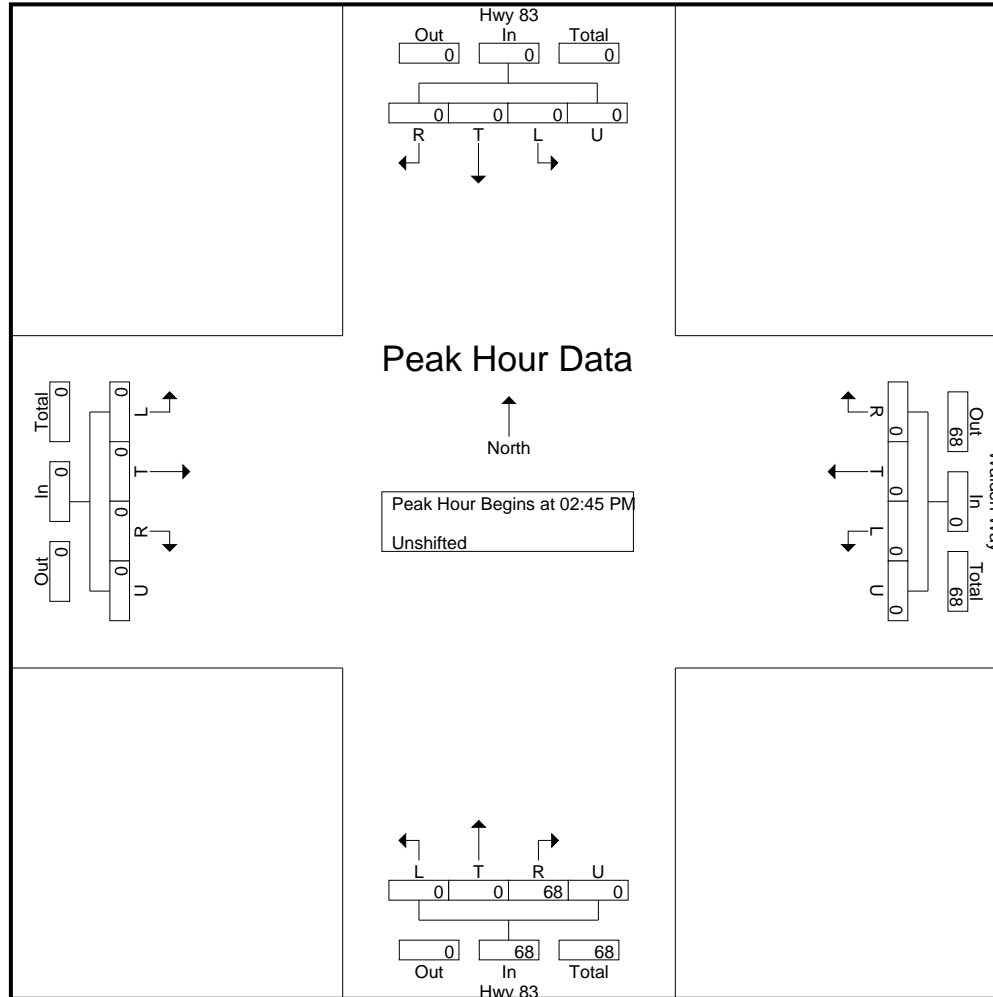 Hwy 83
Out In Total
0 0 0
0 0 0 0
R T L U
Peak Hour Data
North
Peak Hour Begins at 02:45 PM
Unshifted
Total In Out
0 0 0
0 0 0 0
L T R U
R T L U
0 0 0 0
68 0 68
Out In Total
L T R U
0 0 68 0
0 68 68
Out In Total
Hwy 83